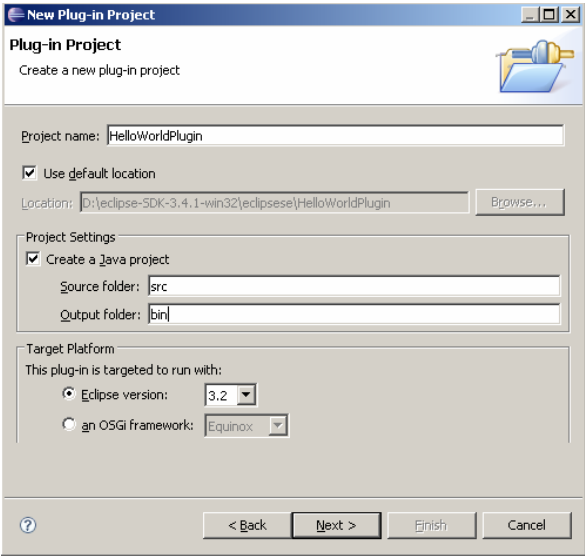 New Plug-in Project
Plug-in Project
Create a new plug-in project
Project name: HelloWorldPlugin
Use default location
Location: D:\eclipse-SDK-3.4.1-win32\eclipsese\HelloWorldPlugin Browse...
Project Settings
Create a Java project
Source folder: src
Output folder: bin
Target Platform
This plug-in is targeted to run with:
Eclipse version: 3.2
an OSGi framework: Equinox
? < Back Next > Finish Cancel